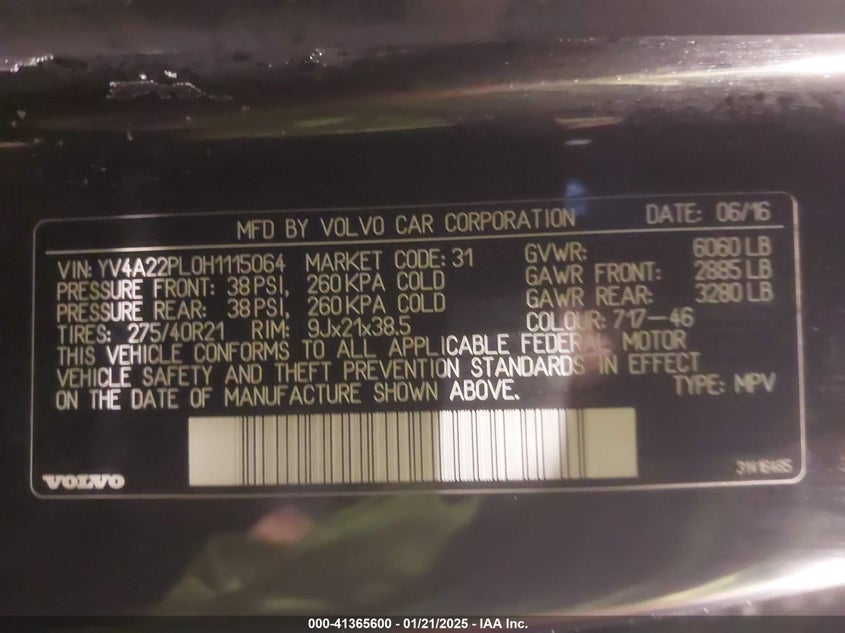 MFD BY VOLVO CAR CORPORATION DATE: 06/16
VIN: YV4A22PL0H1115064 MARKET CODE: 31 GVWR: 6060 LB
PRESSURE FRONT: 38 PSI, 260 KPA COLD GAWR FRONT: 2885 LB
PRESSURE REAR: 38 PSI, 260 KPA COLD GAWR REAR: 3280 LB
TIRES: 275/40R21 RIM: 9Jx21x38.5 COLOUR: 717-46
THIS VEHICLE CONFORMS TO ALL APPLICABLE FEDERAL MOTOR
VEHICLE SAFETY AND THEFT PREVENTION STANDARDS IN EFFECT
ON THE DATE OF MANUFACTURE SHOWN ABOVE. TYPE: MPV
VOLVO
000-41365600 - 01/21/2025 - IAA Inc.